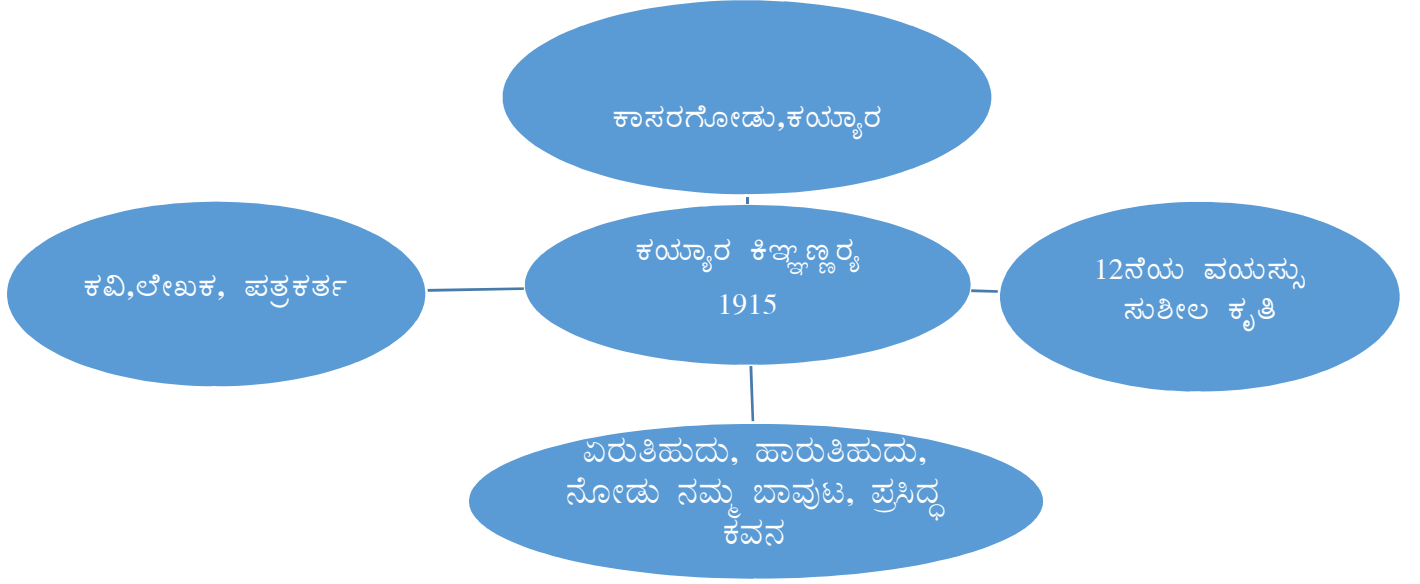 ಕಾಸರಗೋಡು,ಕಯ್ಯಾರ
ಕವಿ,ಲೇಖಕ, ಪತ್ರಕರ್ತ
ಕಯ್ಯಾರ ಕಿಞ್ಞಣ್ಣರೈ
1915
12ನೆಯ ವಯಸ್ಸು
ಸುಶೀಲ ಕೃತಿ
ಏರುತಿಹುದು, ಹಾರುತಿಹುದು,
ನೋಡು ನಮ್ಮ ಬಾವುಟ, ಪ್ರಸಿದ್ಧ
ಕವನ